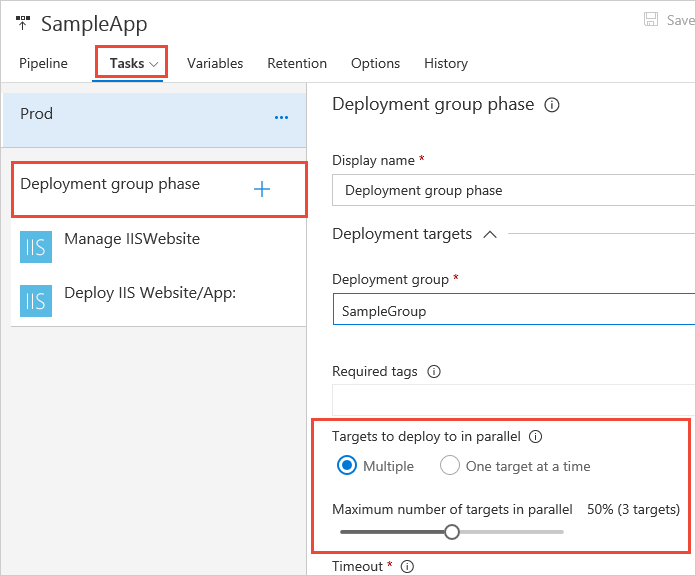 SampleApp
Save
Pipeline Tasks Variables Retention Options History
Prod
Deployment group phase
Manage IISWebsite
IIS
Deploy IIS Website/App:
IIS
Deployment group phase
Display name *
Deployment group phase
Deployment targets
Deployment group *
SampleGroup
Required tags
Targets to deploy to in parallel
Multiple One target at a time
Maximum number of targets in parallel 50% (3 targets)
Timeout *